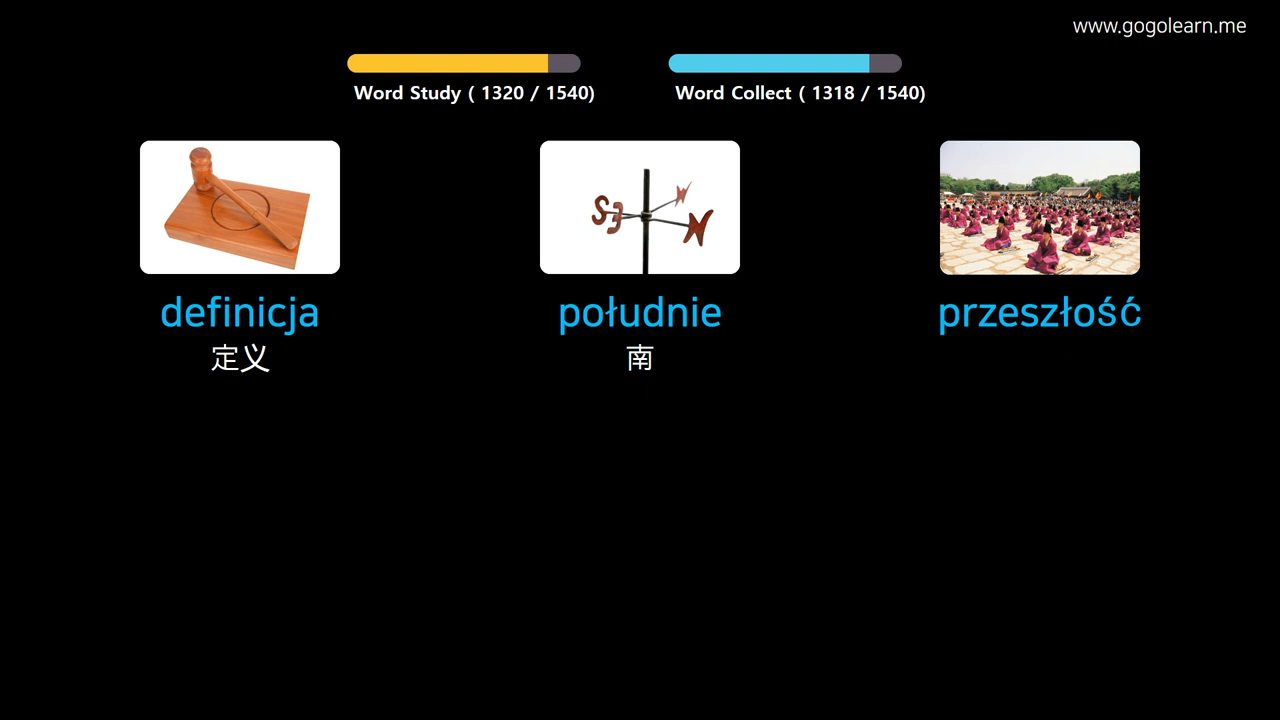 www.gogolearn.me
Word Study ( 1320 / 1540)
Word Collect ( 1318 / 1540)
S E N W
definicja
południe
przeszłość
定义
南